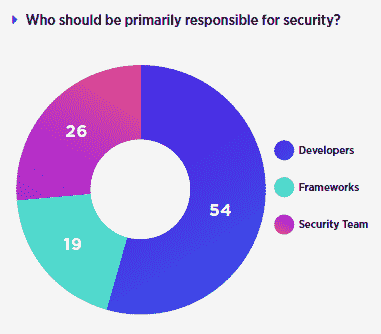 Who should be primarily responsible for security?
26
54
19
Developers
Frameworks
Security Team